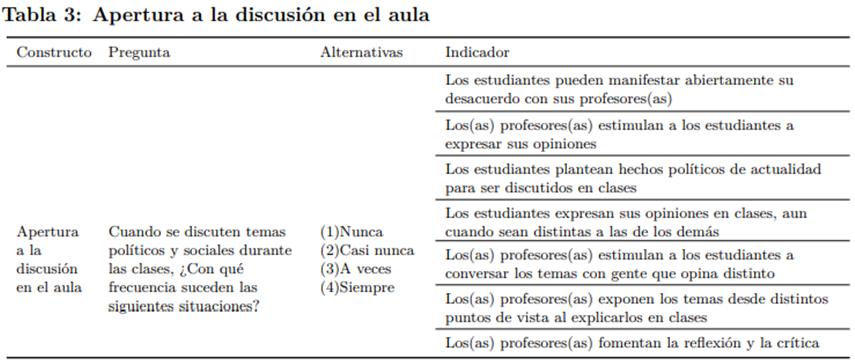 Tabla 3: Apertura a la discusión en el aula
Constructo Pregunta Alternativas Indicador
Los estudiantes pueden manifestar abiertamente su
desacuerdo con sus profesores(as)
Los(as) profesores(as) estimulan a los estudiantes a
expresar sus opiniones
Los estudiantes plantean hechos políticos de actualidad
para ser discutidos en clases
Apertura
a la
discusión
en el aula
Cuando se discuten temas
políticos y sociales durante
las clases, ¿Con qué
frecuencia suceden las
siguientes situaciones?
(1)Nunca
(2)Casi nunca
(3)A veces
(4)Siempre
Los estudiantes expresan sus opiniones en clases, aun
cuando sean distintas a las de los demás
Los(as) profesores(as) estimulan a los estudiantes a
conversar los temas con gente que opina distinto
Los(as) profesores(as) exponen los temas desde distintos
puntos de vista al explicarlos en clases
Los(as) profesores(as) fomentan la reflexión y la crítica